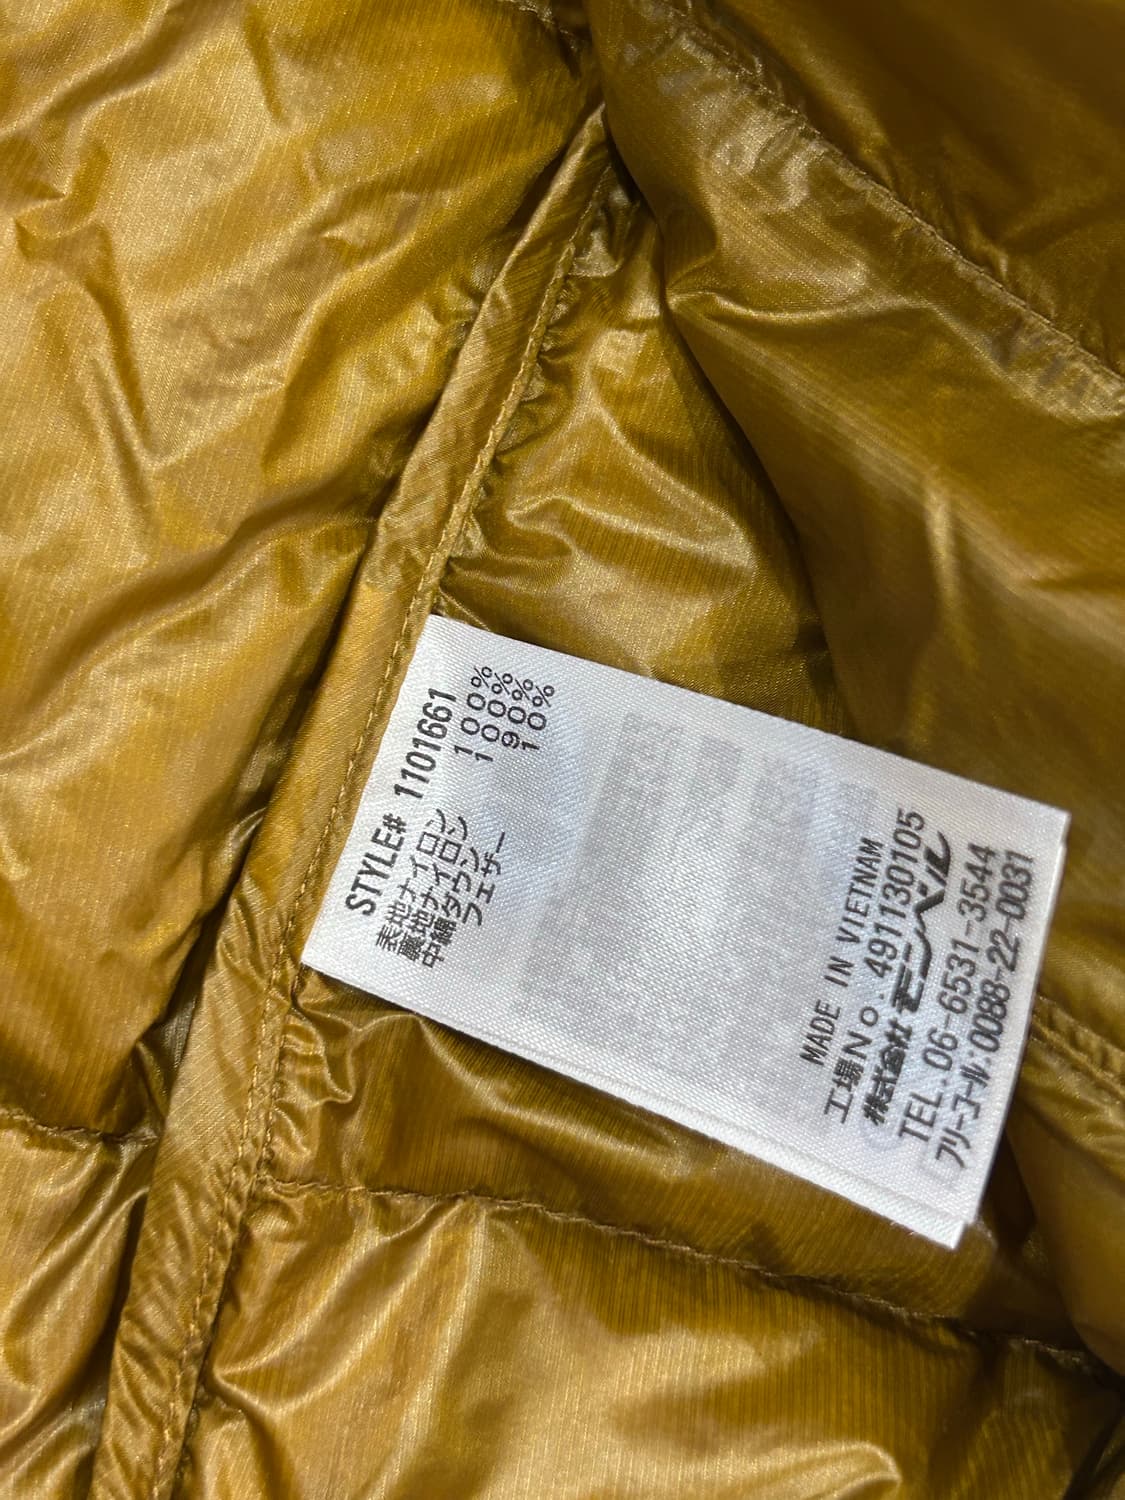 STYLE# 1101661
表地ナイロン 100%
裏地ナイロン 100%
中綿ダウン 90%
フェザー 10%
MADE IN VIETNAM
工場No.491130105
株式会社モンベル
TEL.06-6531-3544
フリーコール:0088-22-0031